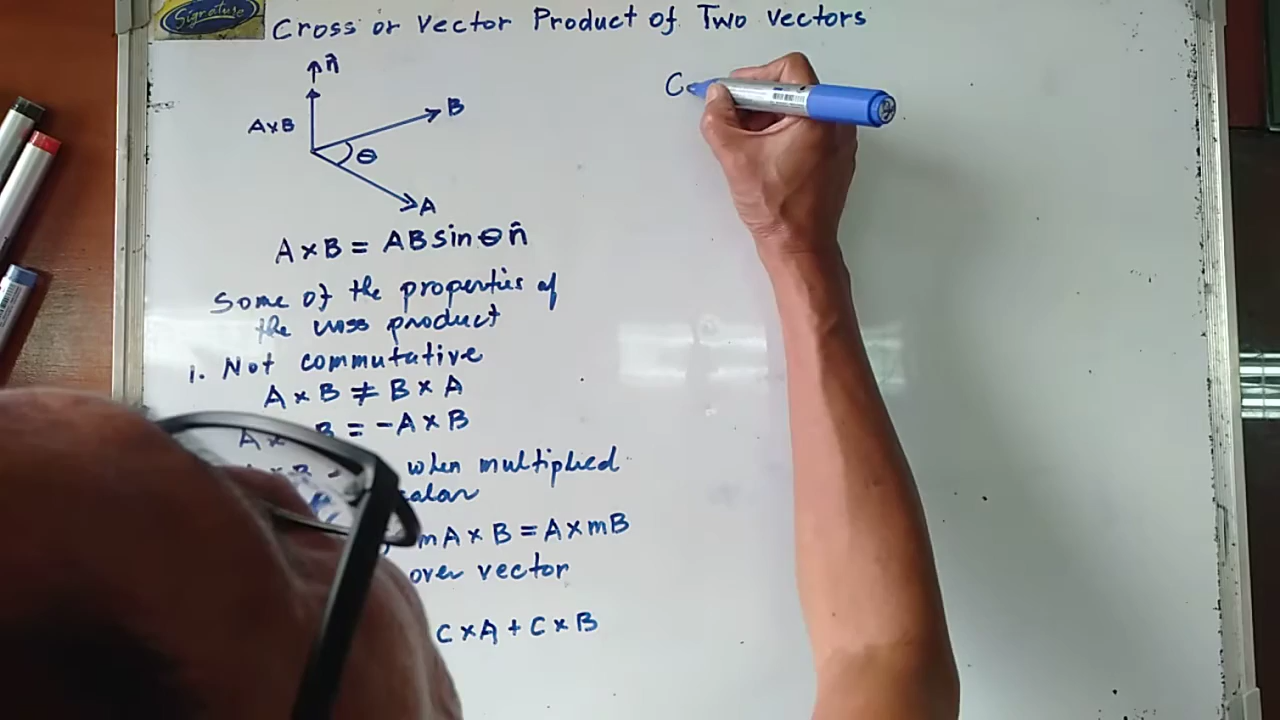 Signature
Cross or Vector Product of Two Vectors
n̂
B
A×B
θ
A
A×B = ABsinθ n̂
Some of the properties of
the cross product
1. Not commutative
A × B ≠ B × A
B = -A × B
when multiplied
mA × B = A × mB
over vector
C × A + C × B